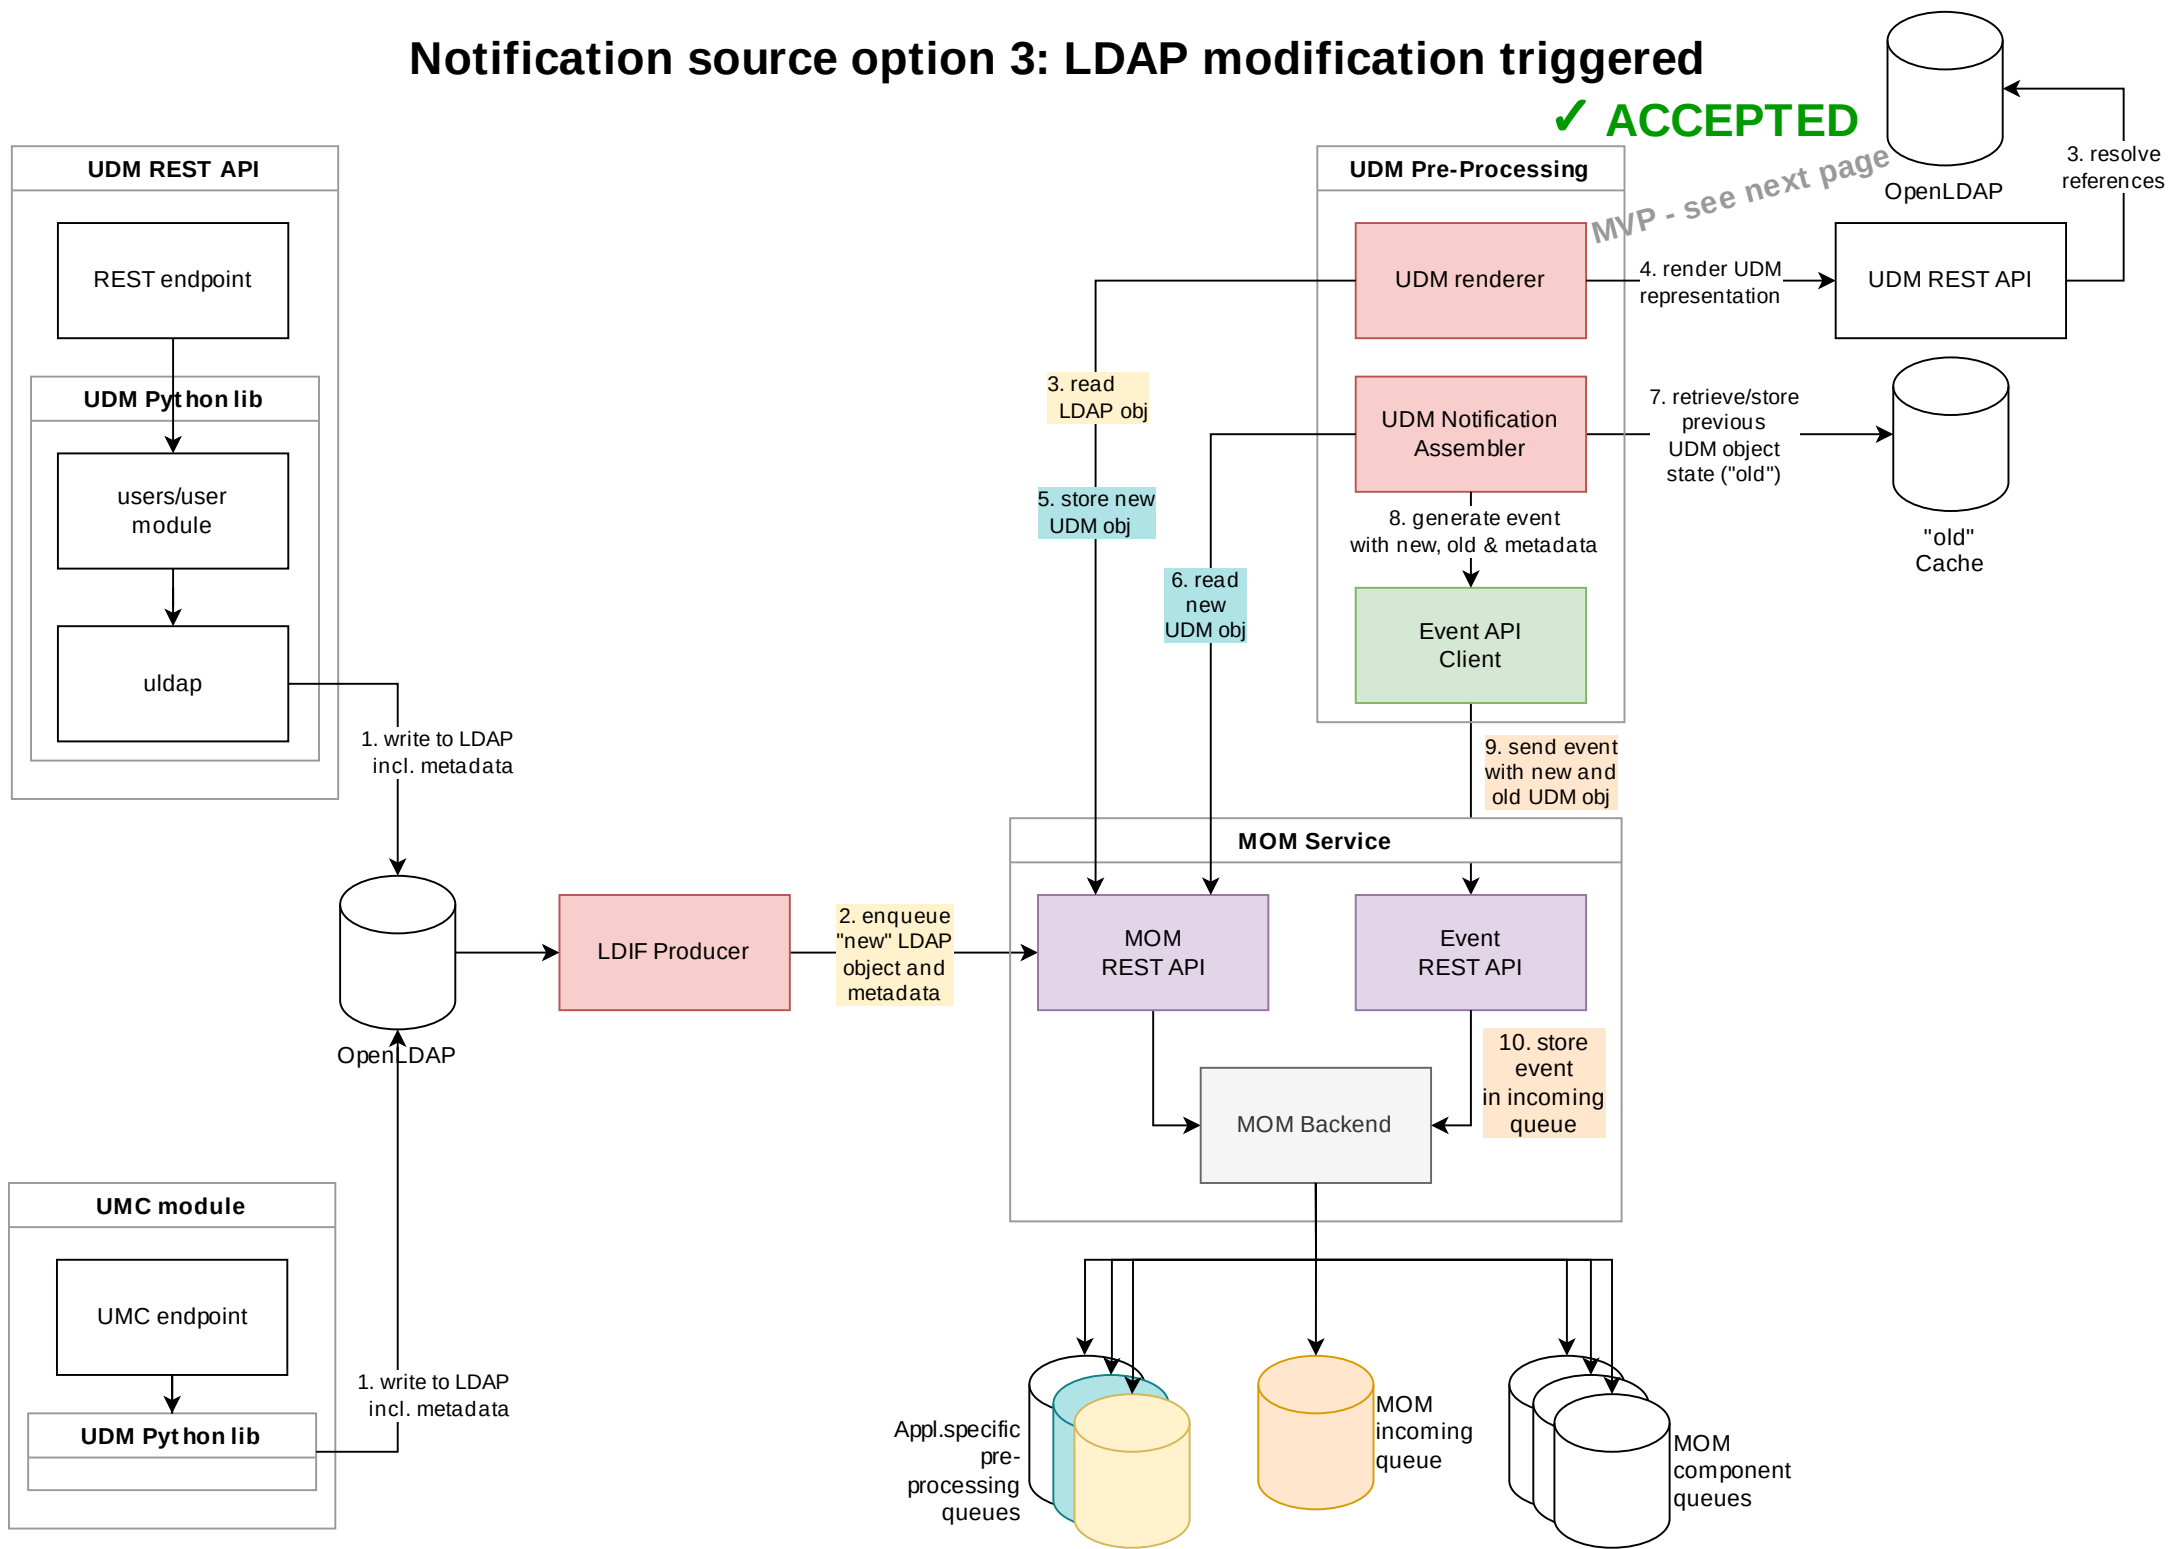 Notification source option 3: LDAP modification triggered
✓ ACCEPTED
MVP - see next page
OpenLDAP
3. resolve
references
UDM REST API
REST endpoint
UDM Python lib
users/user
module
uldap
1. write to LDAP
incl. metadata
UDM Pre-Processing
UDM renderer
4. render UDM
representation
UDM REST API
3. read
LDAP obj
UDM Notification
Assembler
7. retrieve/store
previous
UDM object
state ("old")
"old"
Cache
5. store new
UDM obj
8. generate event
with new, old & metadata
6. read
new
UDM obj
Event API
Client
9. send event
with new and
old UDM obj
MOM Service
OpenLDAP
LDIF Producer
2. enqueue
"new" LDAP
object and
metadata
MOM
REST API
Event
REST API
10. store
event
in incoming
queue
MOM Backend
UMC module
UMC endpoint
UDM Python lib
1. write to LDAP
incl. metadata
Appl.specific
pre-
processing
queues
MOM
incoming
queue
MOM
component
queues